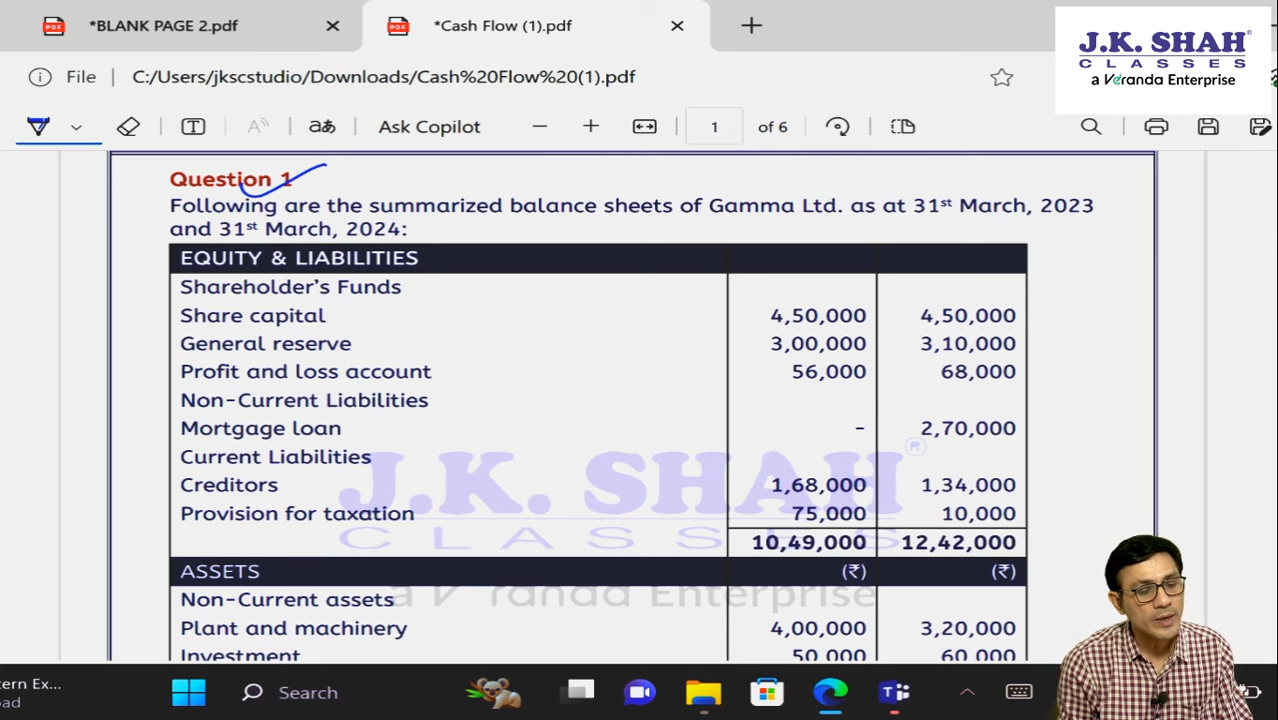 *BLANK PAGE 2.pdf
*Cash Flow (1).pdf
J.K. SHAH®
CLASSES
a Veranda Enterprise
File C:/Users/jkscstudio/Downloads/Cash%20Flow%20(1).pdf
Ask Copilot 1 of 6
Question 1
Following are the summarized balance sheets of Gamma Ltd. as at 31st March, 2023
and 31st March, 2024:
EQUITY & LIABILITIES
Shareholder's Funds
Share capital 4,50,000 4,50,000
General reserve 3,00,000 3,10,000
Profit and loss account 56,000 68,000
Non-Current Liabilities
Mortgage loan - 2,70,000
Current Liabilities
Creditors 1,68,000 1,34,000
Provision for taxation 75,000 10,000
10,49,000 12,42,000
J.K. SHAH®
CLASSES
a Veranda Enterprise
ASSETS (₹) (₹)
Non-Current assets
Plant and machinery 4,00,000 3,20,000
Investment 50,000 60,000
tern Ex...
Search